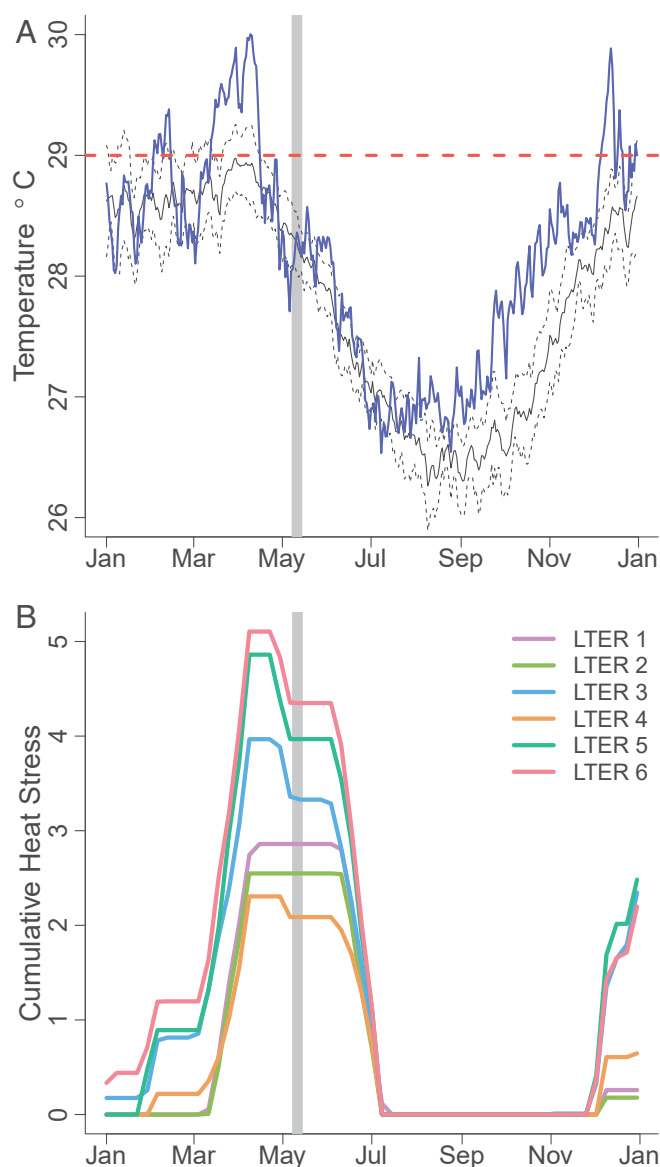 A
Temperature ° C
30
29
28
27
26
Jan Mar May Jul Sep Nov Jan
B
Cumulative Heat Stress
5
4
3
2
1
0
LTER 1
LTER 2
LTER 3
LTER 4
LTER 5
LTER 6
Jan Mar May Jul Sep Nov Jan